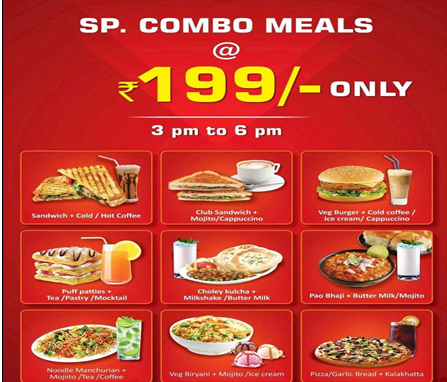 SP. COMBO MEALS
@
₹199/- ONLY
3 pm to 6 pm
Sandwich + Cold / Hot Coffee
Club Sandwich +
Mojito/Cappuccino
Veg Burger + Cold coffee /
Ice cream/ Cappuccino
Puff patties +
Tea /Pastry /Mocktail
Choley kulcha +
Milkshake /Butter Milk
Pao Bhaji + Butter Milk/Mojito
Noodle Manchurian +
Mojiito /Tea /Coffee
Veg Biryani + Mojito /Ice cream
Pizza/Garlic Bread + Kalakhatta